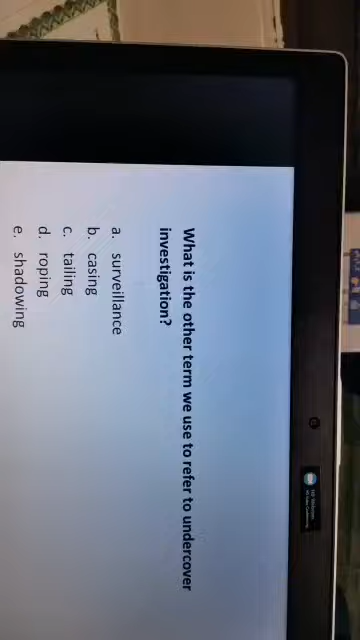 What is the other term we use to refer to undercover
investigation?
a. surveillance
b. casing
c. tailing
d. roping
e. shadowing